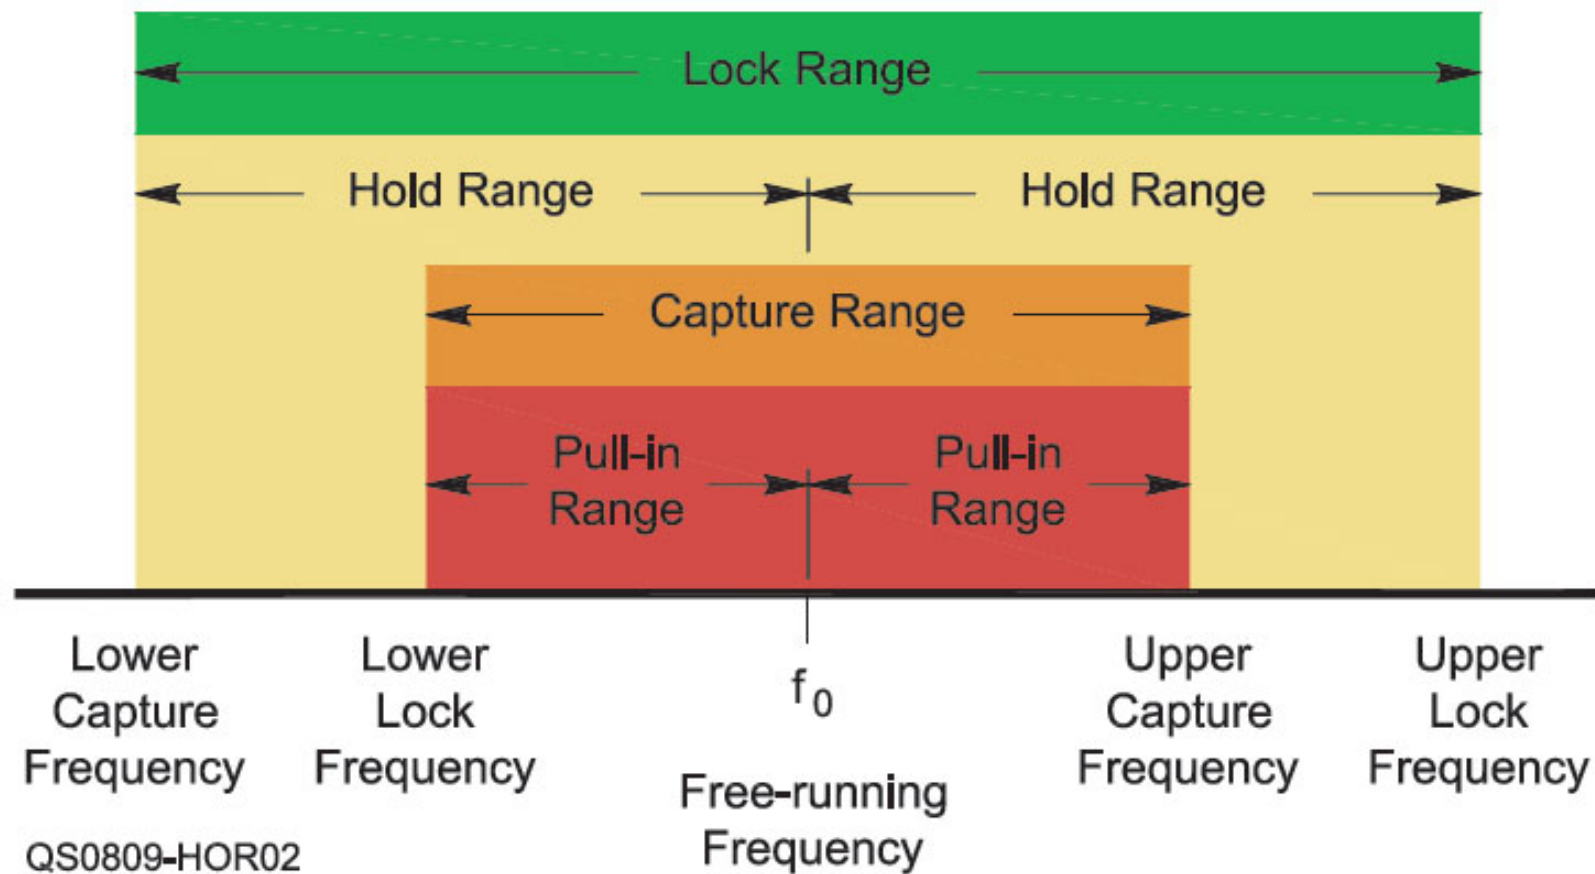 Lock Range
Hold Range
Hold Range
Capture Range
Pull-in
Range
Pull-in
Range
Lower
Capture
Frequency
Lower
Lock
Frequency
f0
Free-running
Frequency
Upper
Capture
Frequency
Upper
Lock
Frequency
QS0809-HOR02